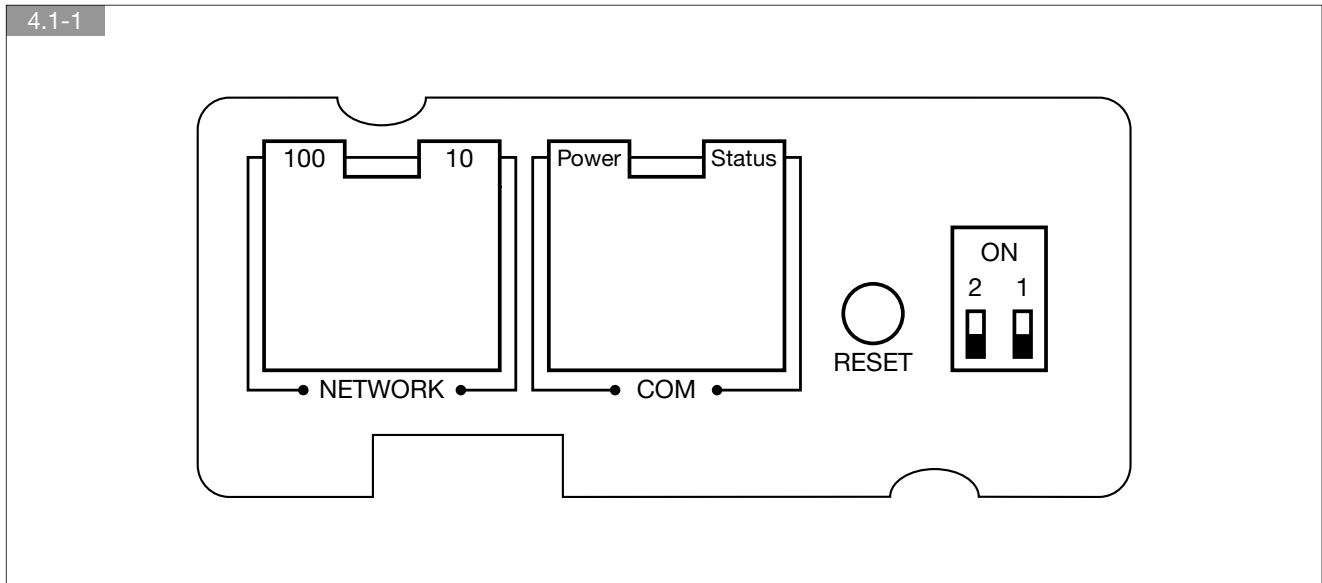 4.1-1
100 10
Power Status
ON
2 1
RESET
NETWORK
COM